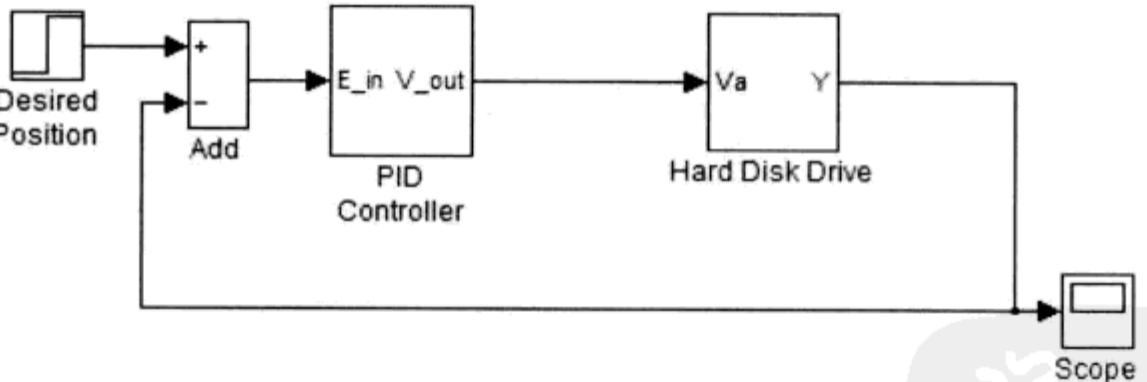 +
−
Desired
Position
Add
E_in V_out
PID
Controller
Va Y
Hard Disk Drive
Scope